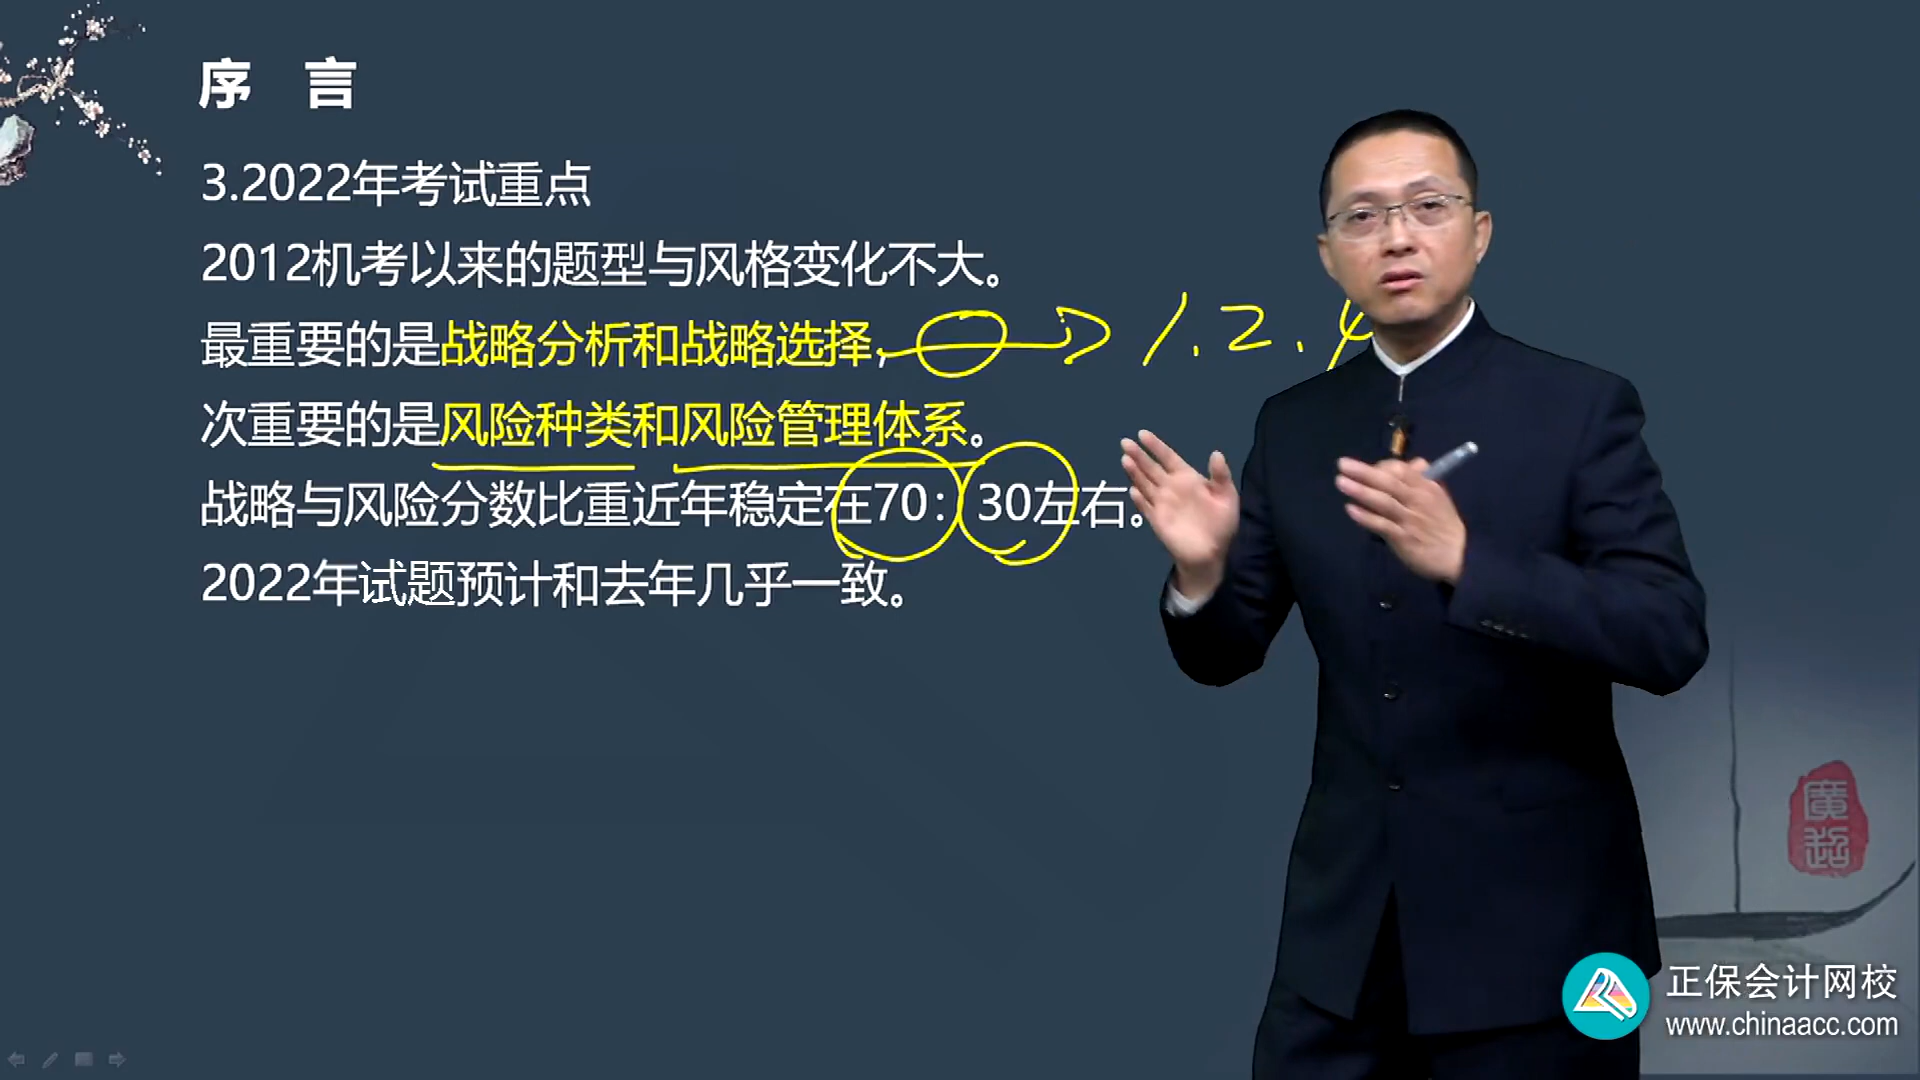 序 言
3.2022年考试重点
2012机考以来的题型与风格变化不大。
最重要的是战略分析和战略选择， 1.2.4
次重要的是风险种类和风险管理体系。
战略与风险分数比重近年稳定在70：30左右。
2022年试题预计和去年几乎一致。
廣超
正保会计网校
www.chinaacc.com